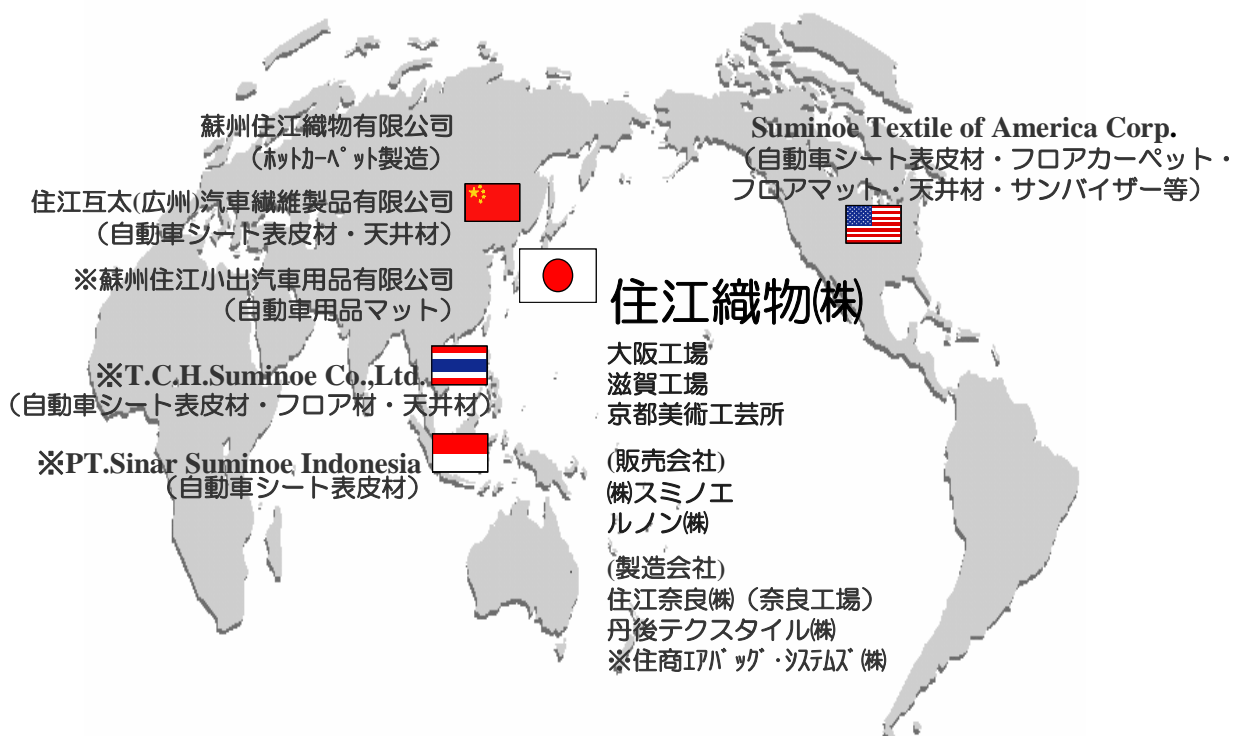 蘇州住江織物有限公司
（ﾎｯﾄｶｰﾍﾟｯﾄ製造）
住江互太(広州)汽車繊維製品有限公司
（自動車シート表皮材・天井材）
※蘇州住江小出汽車用品有限公司
（自動車用品マット）
※T.C.H.Suminoe Co.,Ltd.
（自動車シート表皮材・フロア材・天井材）
※PT.Sinar Suminoe Indonesia
（自動車シート表皮材）
住江織物㈱
大阪工場
滋賀工場
京都美術工芸所
(販売会社)
㈱スミノエ
ルノン㈱
(製造会社)
住江奈良㈱（奈良工場）
丹後テクスタイル㈱
※住商ｴｱﾊﾞｯｸﾞ・ｼｽﾃﾑｽﾞ㈱
Suminoe Textile of America Corp.
（自動車シート表皮材・フロアカーペット・
フロアマット・天井材・サンバイザー等）